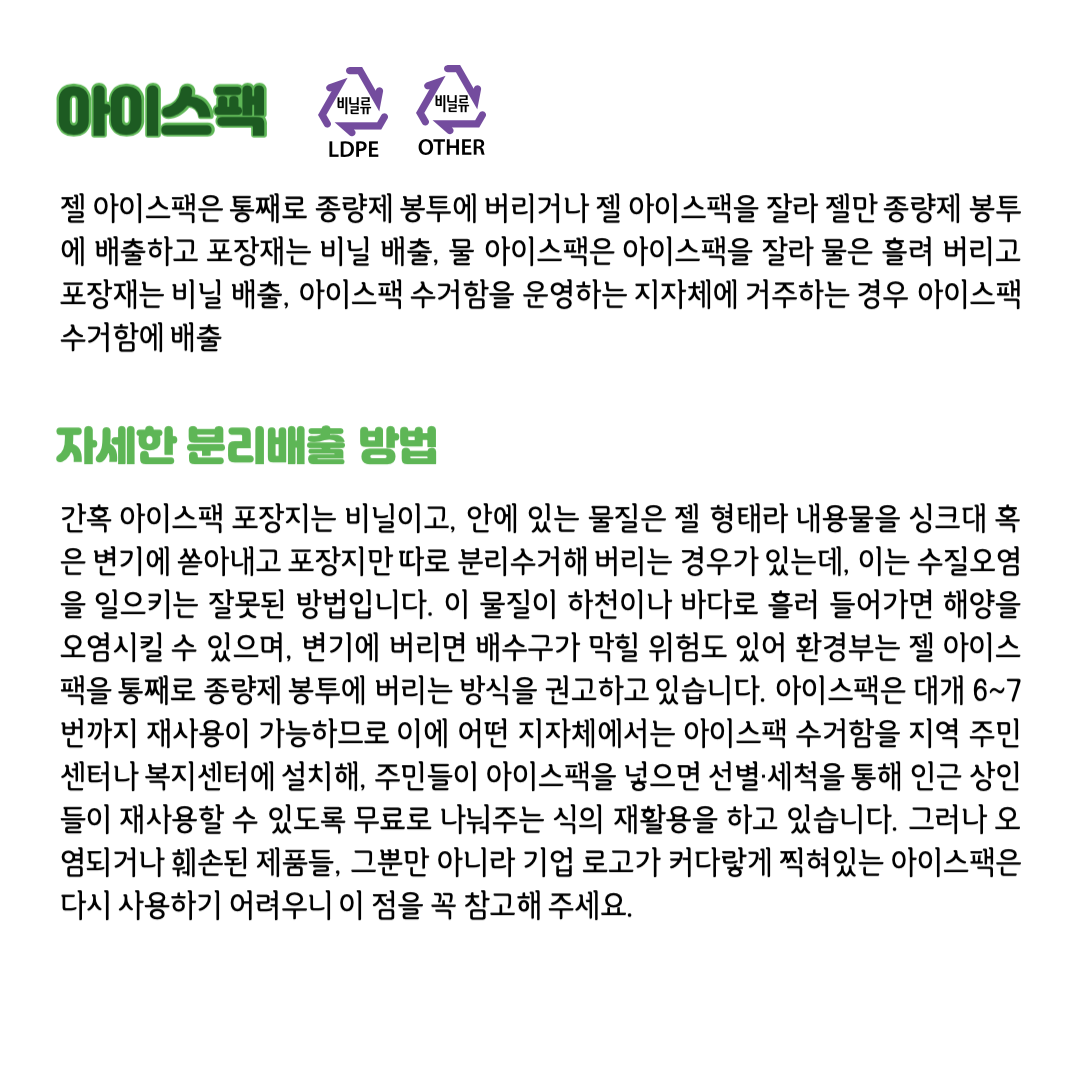 아이스팩
비닐류
LDPE
비닐류
OTHER
젤 아이스팩은 통째로 종량제 봉투에 버리거나 젤 아이스팩을 잘라 젤만 종량제 봉투
에 배출하고 포장재는 비닐 배출, 물 아이스팩은 아이스팩을 잘라 물은 흘려 버리고
포장재는 비닐 배출, 아이스팩 수거함을 운영하는 지자체에 거주하는 경우 아이스팩
수거함에 배출
자세한 분리배출 방법
간혹 아이스팩 포장지는 비닐이고, 안에 있는 물질은 젤 형태라 내용물을 싱크대 혹
은 변기에 쏟아내고 포장지만 따로 분리수거해 버리는 경우가 있는데, 이는 수질오염
을 일으키는 잘못된 방법입니다. 이 물질이 하천이나 바다로 흘러 들어가면 해양을
오염시킬 수 있으며, 변기에 버리면 배수구가 막힐 위험도 있어 환경부는 젤 아이스
팩을 통째로 종량제 봉투에 버리는 방식을 권고하고 있습니다. 아이스팩은 대개 6~7
번까지 재사용이 가능하므로 이에 어떤 지자체에서는 아이스팩 수거함을 지역 주민
센터나 복지센터에 설치해, 주민들이 아이스팩을 넣으면 선별·세척을 통해 인근 상인
들이 재사용할 수 있도록 무료로 나눠주는 식의 재활용을 하고 있습니다. 그러나 오
염되거나 훼손된 제품들, 그뿐만 아니라 기업 로고가 커다랗게 찍혀있는 아이스팩은
다시 사용하기 어려우니 이 점을 꼭 참고해 주세요.